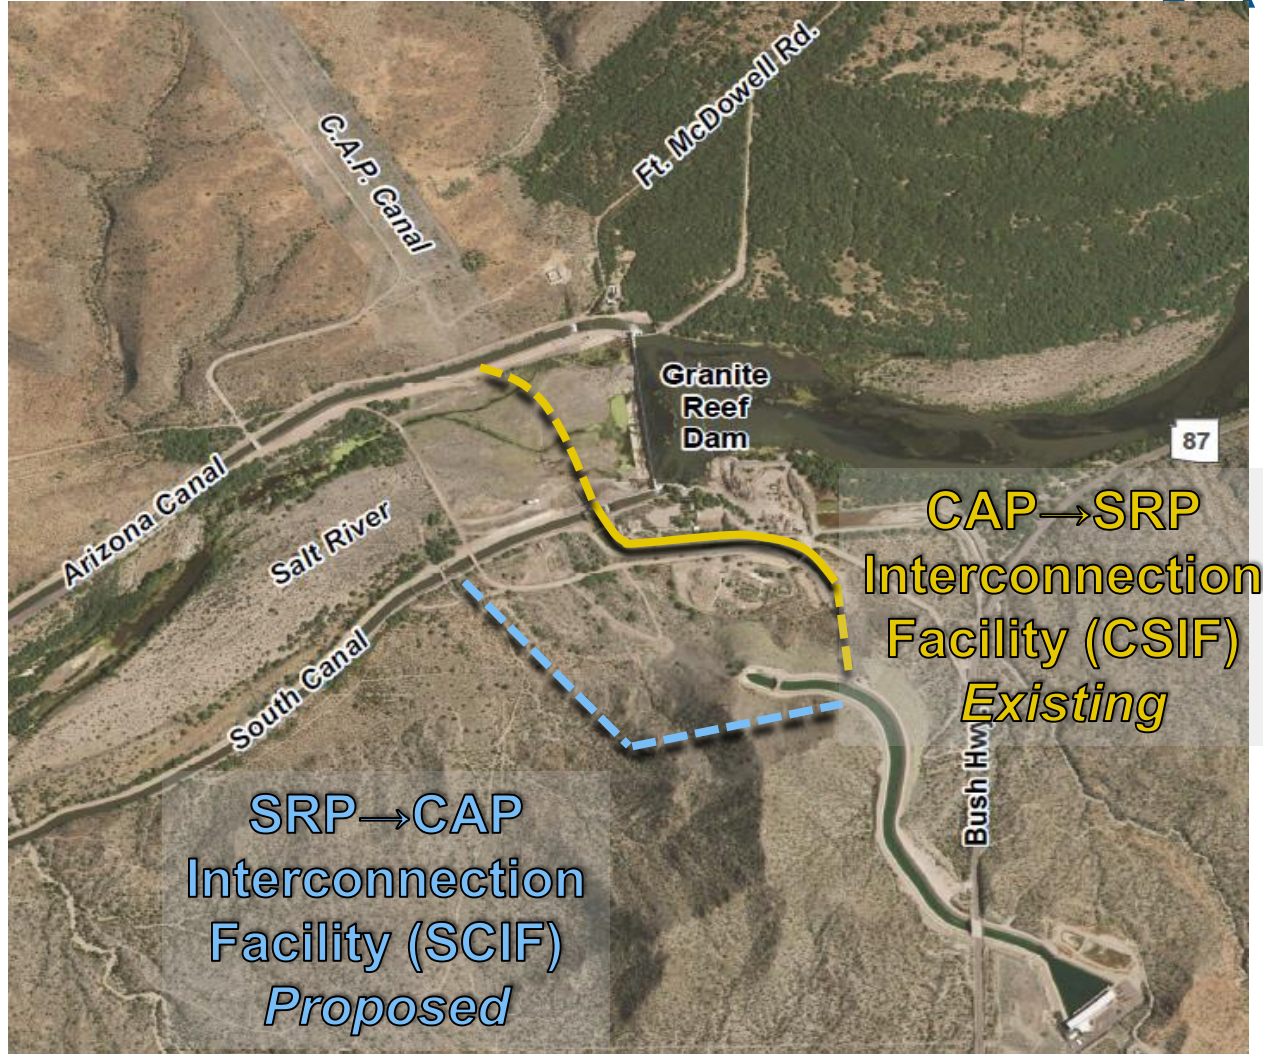 C.A.P. Canal
Ft. McDowell Rd.
Granite
Reef
Dam
87
Arizona Canal
Salt River
South Canal
CAP→SRP
Interconnection
Facility (CSIF)
Existing
Bush Hwy
SRP→CAP
Interconnection
Facility (SCIF)
Proposed